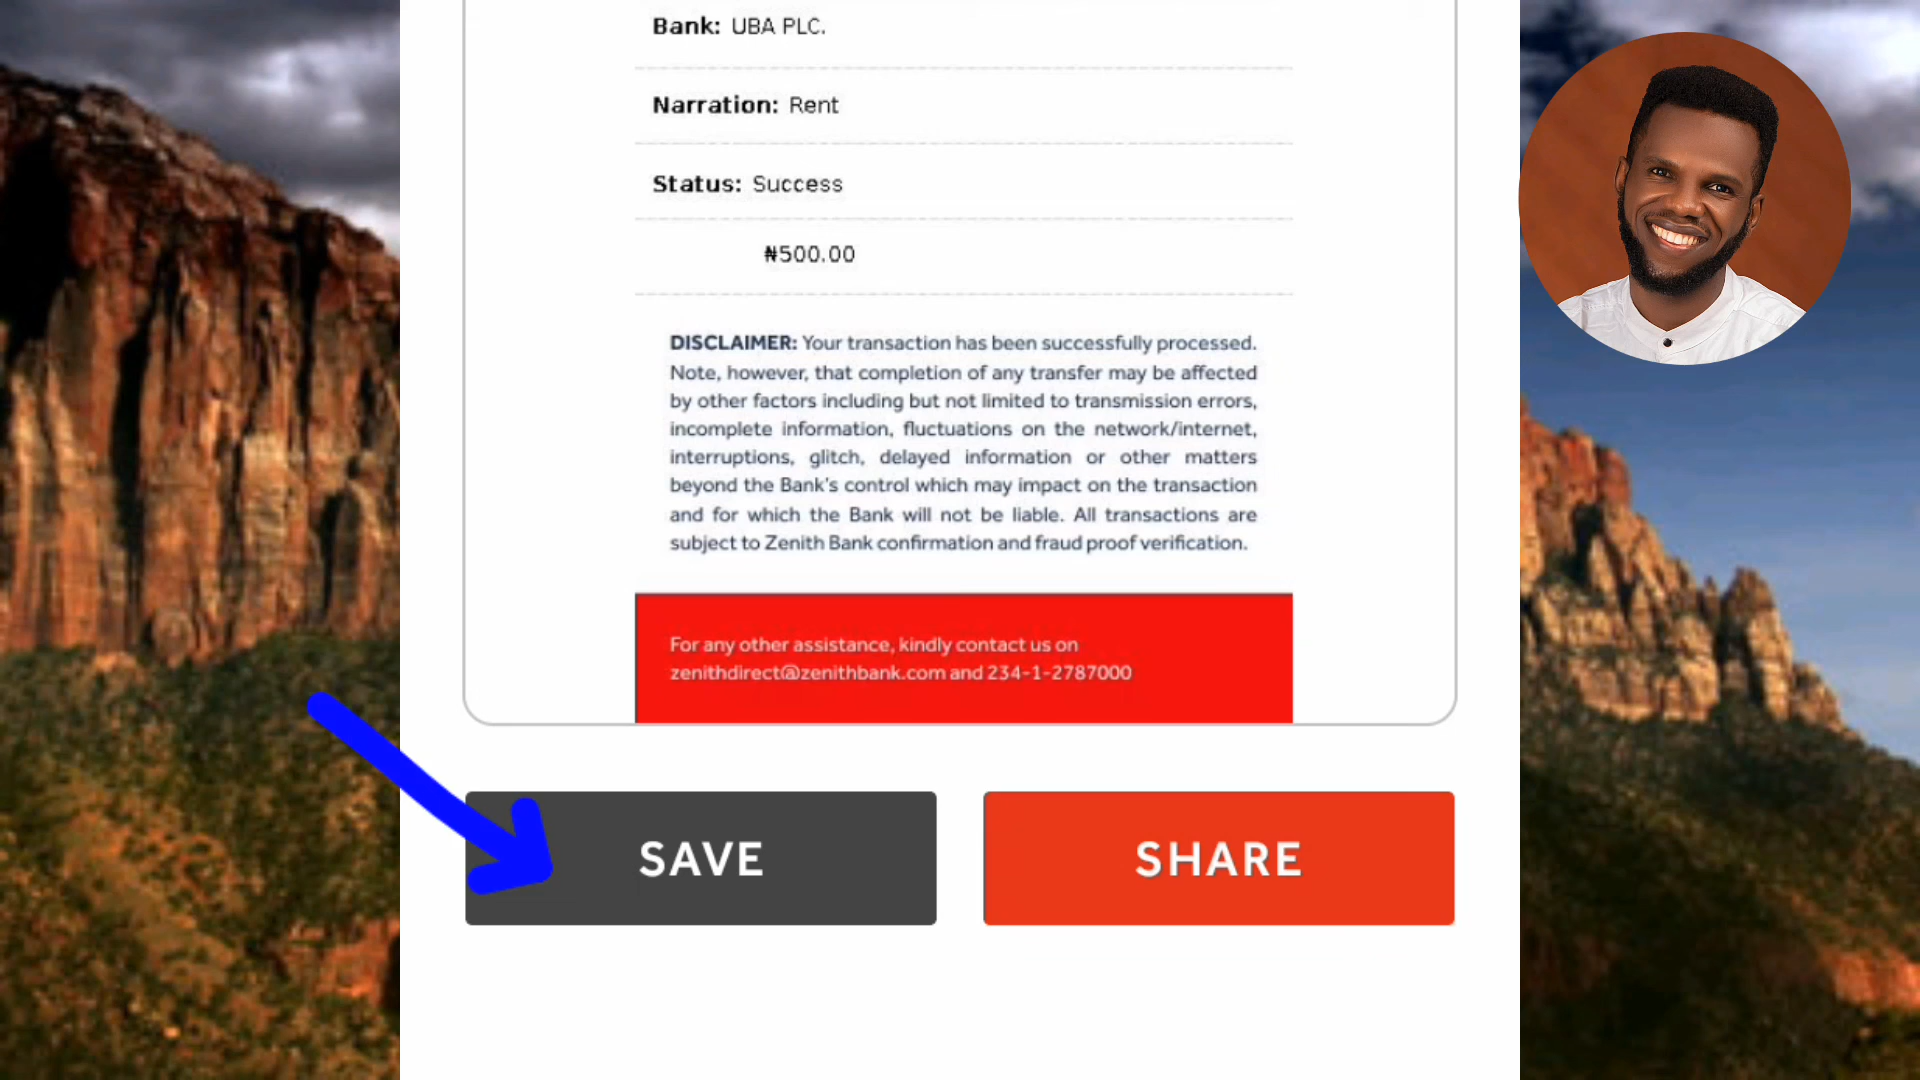 Bank: UBA PLC.
Narration: Rent
Status: Success
₦500.00
DISCLAIMER: Your transaction has been successfully processed.
Note, however, that completion of any transfer may be affected
by other factors including but not limited to transmission errors,
incomplete information, fluctuations on the network/internet,
interruptions, glitch, delayed information or other matters
beyond the Bank's control which may impact on the transaction
and for which the Bank will not be liable. All transactions are
subject to Zenith Bank confirmation and fraud proof verification.
For any other assistance, kindly contact us on
zenithdirect@zenithbank.com and 234-1-2787000
SAVE
SHARE